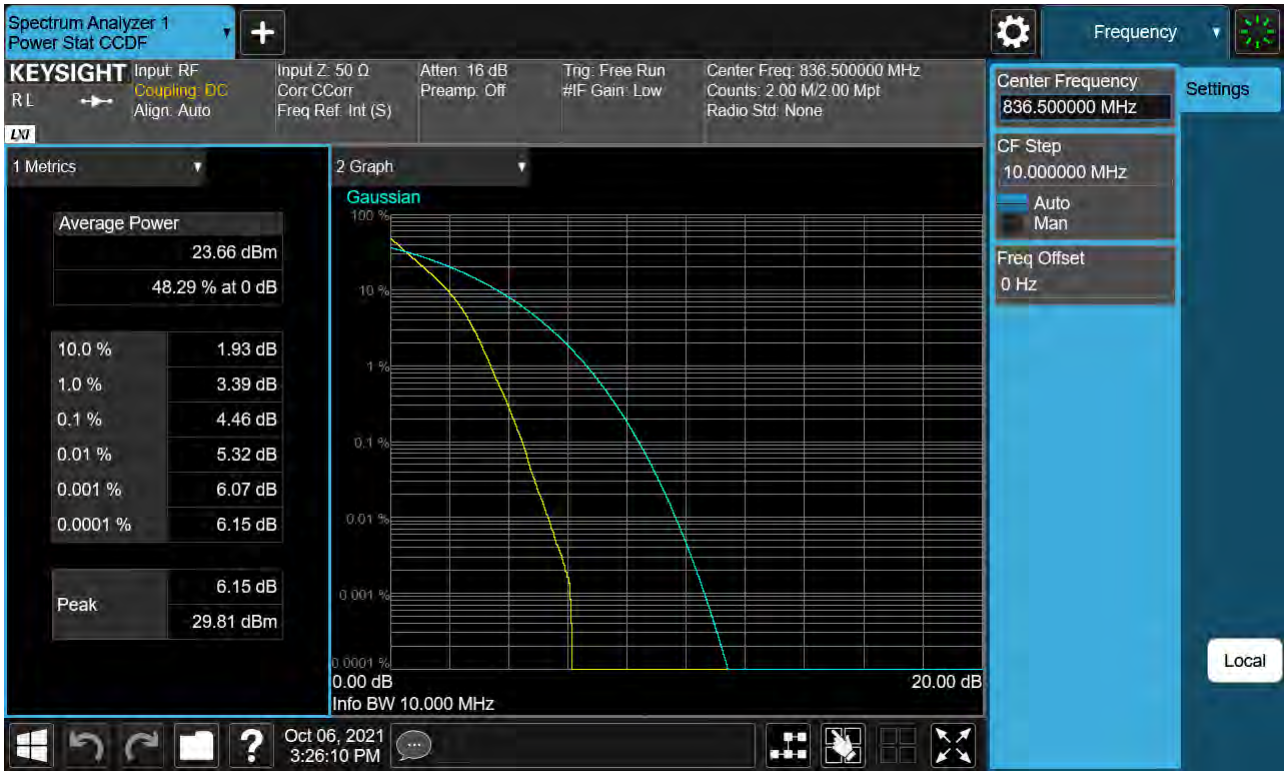 Spectrum Analyzer 1
Power Stat CCDF
Frequency
KEYSIGHT
R L
LXI
Input: RF
Coupling: DC
Align: Auto
Input Z: 50 Ω
Corr CCorr
Freq Ref: Int (S)
Atten: 16 dB
Preamp: Off
Trig: Free Run
#IF Gain: Low
Center Freq: 836.500000 MHz
Counts: 2.00 M/2.00 Mpt
Radio Std: None
Center Frequency
836.500000 MHz
Settings
CF Step
10.000000 MHz
Auto
Man
Freq Offset
0 Hz
1 Metrics
Average Power
23.66 dBm
48.29 % at 0 dB
10.0 % 1.93 dB
1.0 % 3.39 dB
0.1 % 4.46 dB
0.01 % 5.32 dB
0.001 % 6.07 dB
0.0001 % 6.15 dB
Peak
6.15 dB
29.81 dBm
2 Graph
Gaussian
100 %
10 %
1 %
0.1 %
0.01 %
0.001 %
0.0001 %
0.00 dB 20.00 dB
Info BW 10.000 MHz
Local
?
Oct 06, 2021
3:26:10 PM